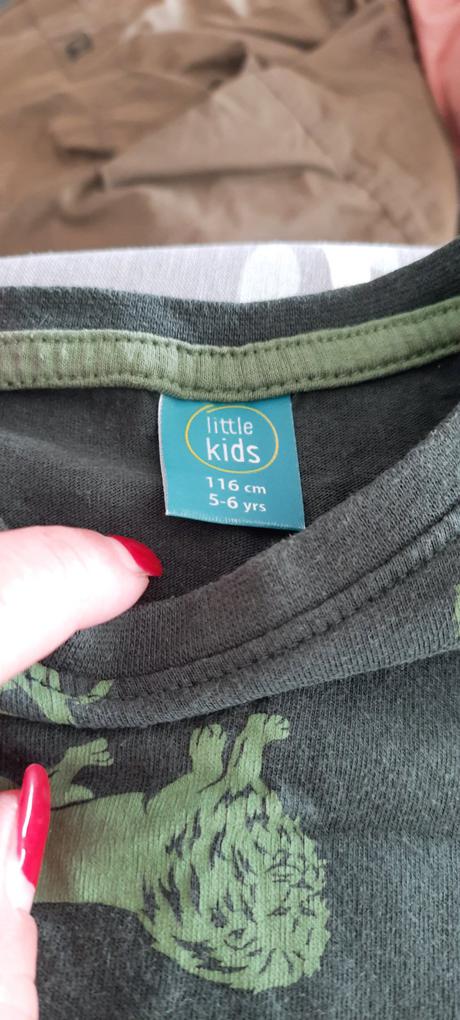 little
kids
116 cm
5-6 yrs